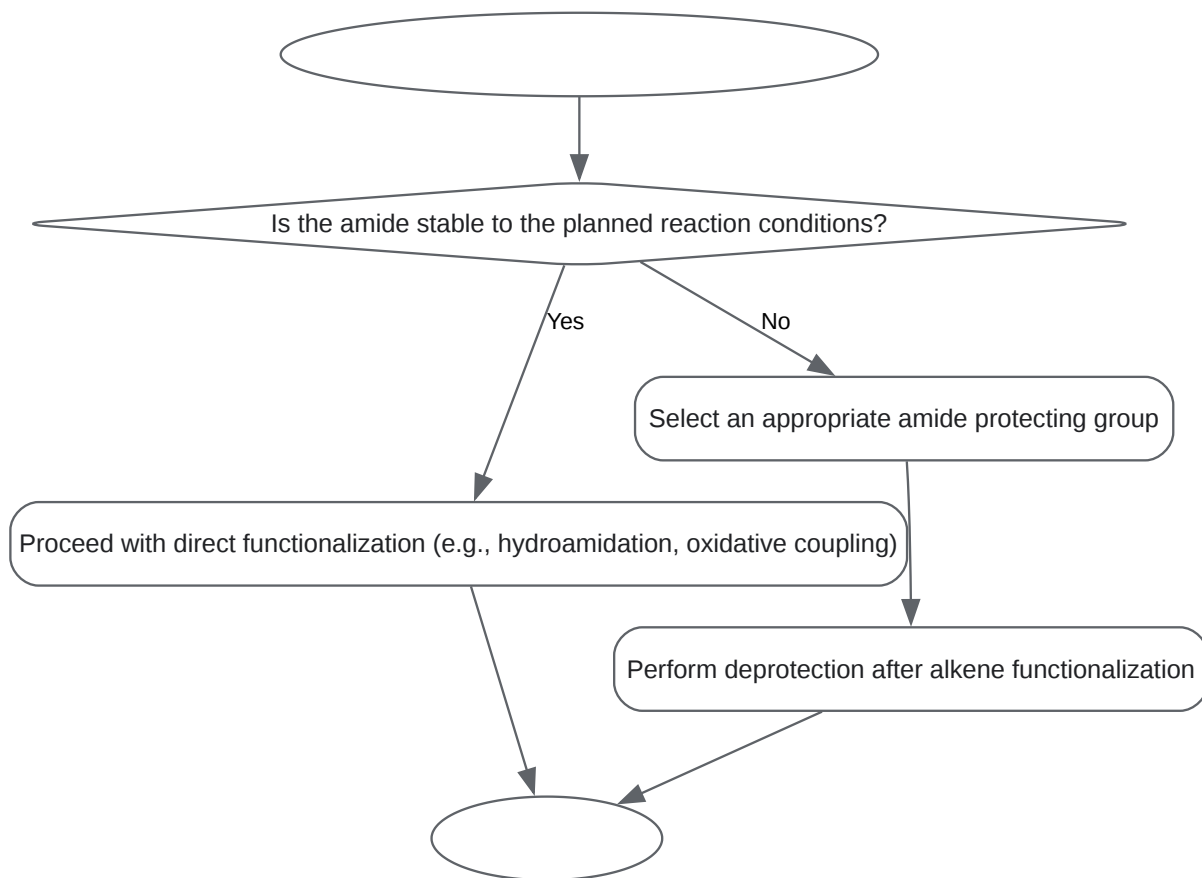 Is the amide stable to the planned reaction conditions?
Yes
No
Select an appropriate amide protecting group
Proceed with direct functionalization (e.g., hydroamidation, oxidative coupling)
Perform deprotection after alkene functionalization